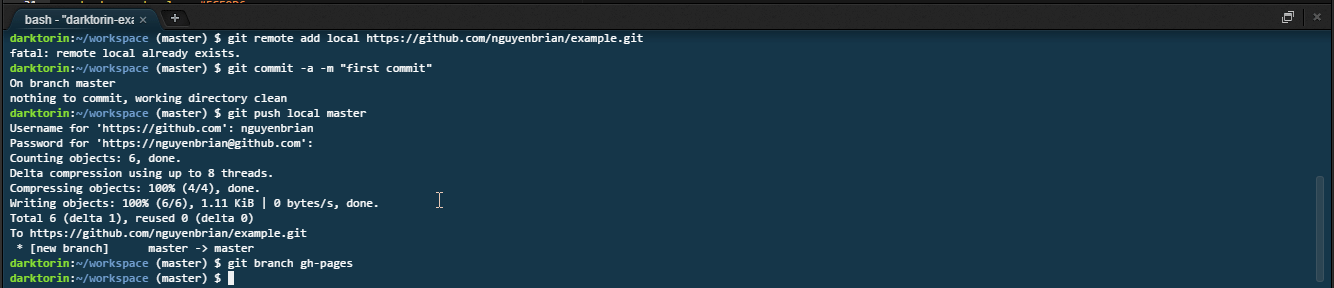 bash - "darktorin-exa × +
darktorin:~/workspace (master) $ git remote add local https://github.com/nguyenbrian/example.git
fatal: remote local already exists.
darktorin:~/workspace (master) $ git commit -a -m "first commit"
On branch master
nothing to commit, working directory clean
darktorin:~/workspace (master) $ git push local master
Username for 'https://github.com': nguyenbrian
Password for 'https://nguyenbrian@github.com':
Counting objects: 6, done.
Delta compression using up to 8 threads.
Compressing objects: 100% (4/4), done.
Writing objects: 100% (6/6), 1.11 KiB | 0 bytes/s, done.
Total 6 (delta 1), reused 0 (delta 0)
To https://github.com/nguyenbrian/example.git
 * [new branch]      master -> master
darktorin:~/workspace (master) $ git branch gh-pages
darktorin:~/workspace (master) $